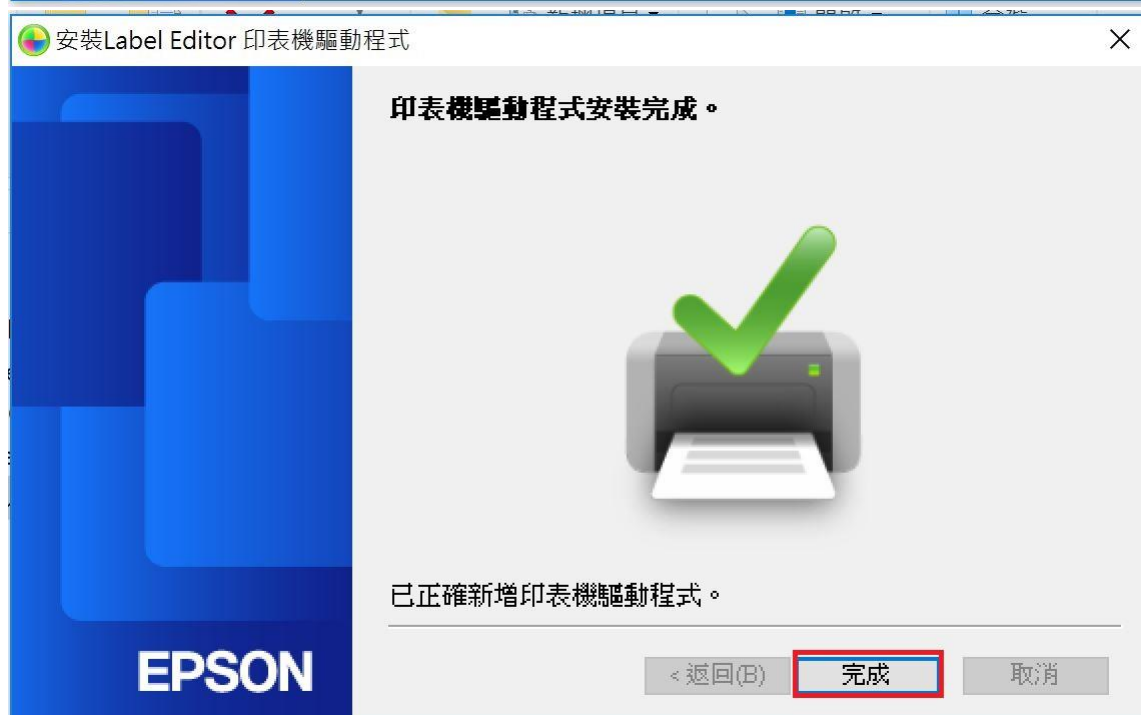 安裝Label Editor 印表機驅動程式
印表機驅動程式安裝完成。
已正確新增印表機驅動程式。
EPSON
<返回(B) 完成 取消